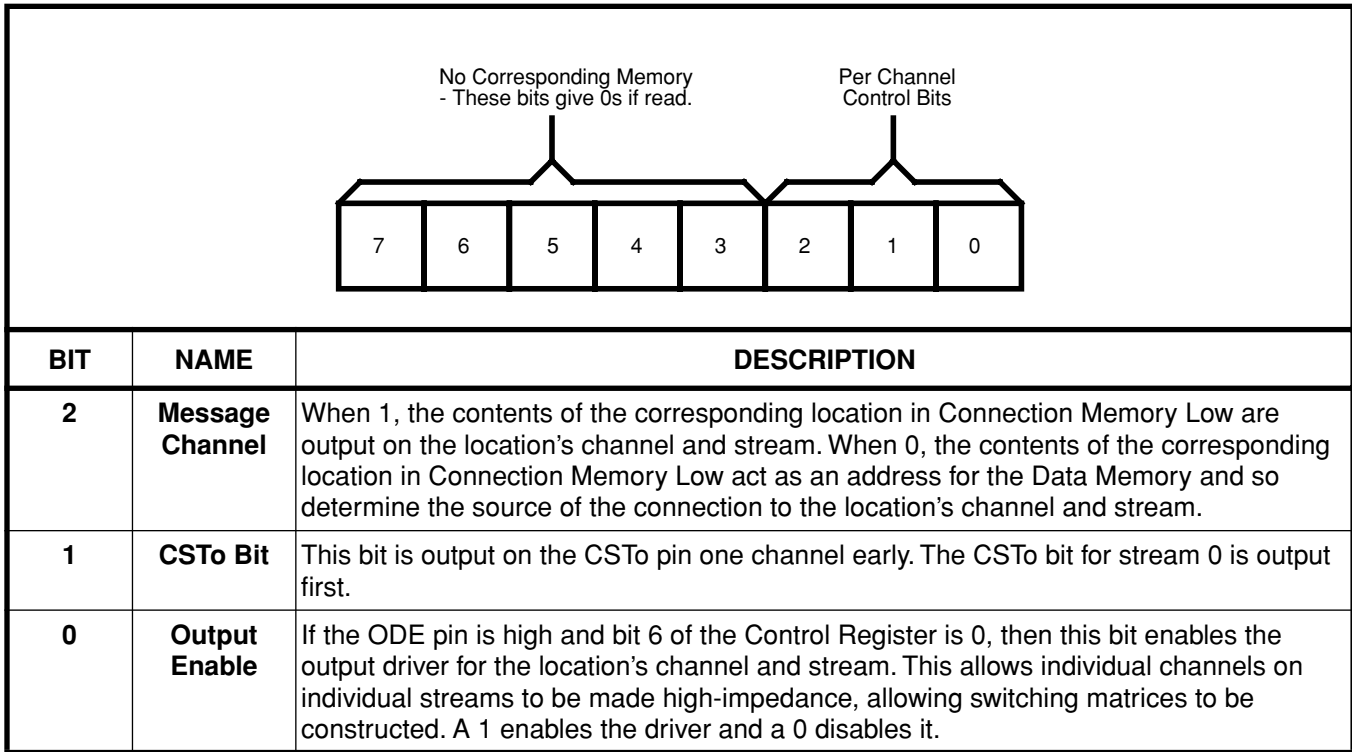 No Corresponding Memory
- These bits give 0s if read.
Per Channel
Control Bits
7 6 5 4 3 2 1 0
BIT NAME DESCRIPTION
2 Message Channel When 1, the contents of the corresponding location in Connection Memory Low are
output on the location's channel and stream. When 0, the contents of the corresponding
location in Connection Memory Low act as an address for the Data Memory and so
determine the source of the connection to the location's channel and stream.
1 CSTo Bit This bit is output on the CSTo pin one channel early. The CSTo bit for stream 0 is output
first.
0 Output Enable If the ODE pin is high and bit 6 of the Control Register is 0, then this bit enables the
output driver for the location's channel and stream. This allows individual channels on
individual streams to be made high-impedance, allowing switching matrices to be
constructed. A 1 enables the driver and a 0 disables it.